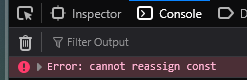 Inspector
Console
Filter Output
Error: cannot reassign const